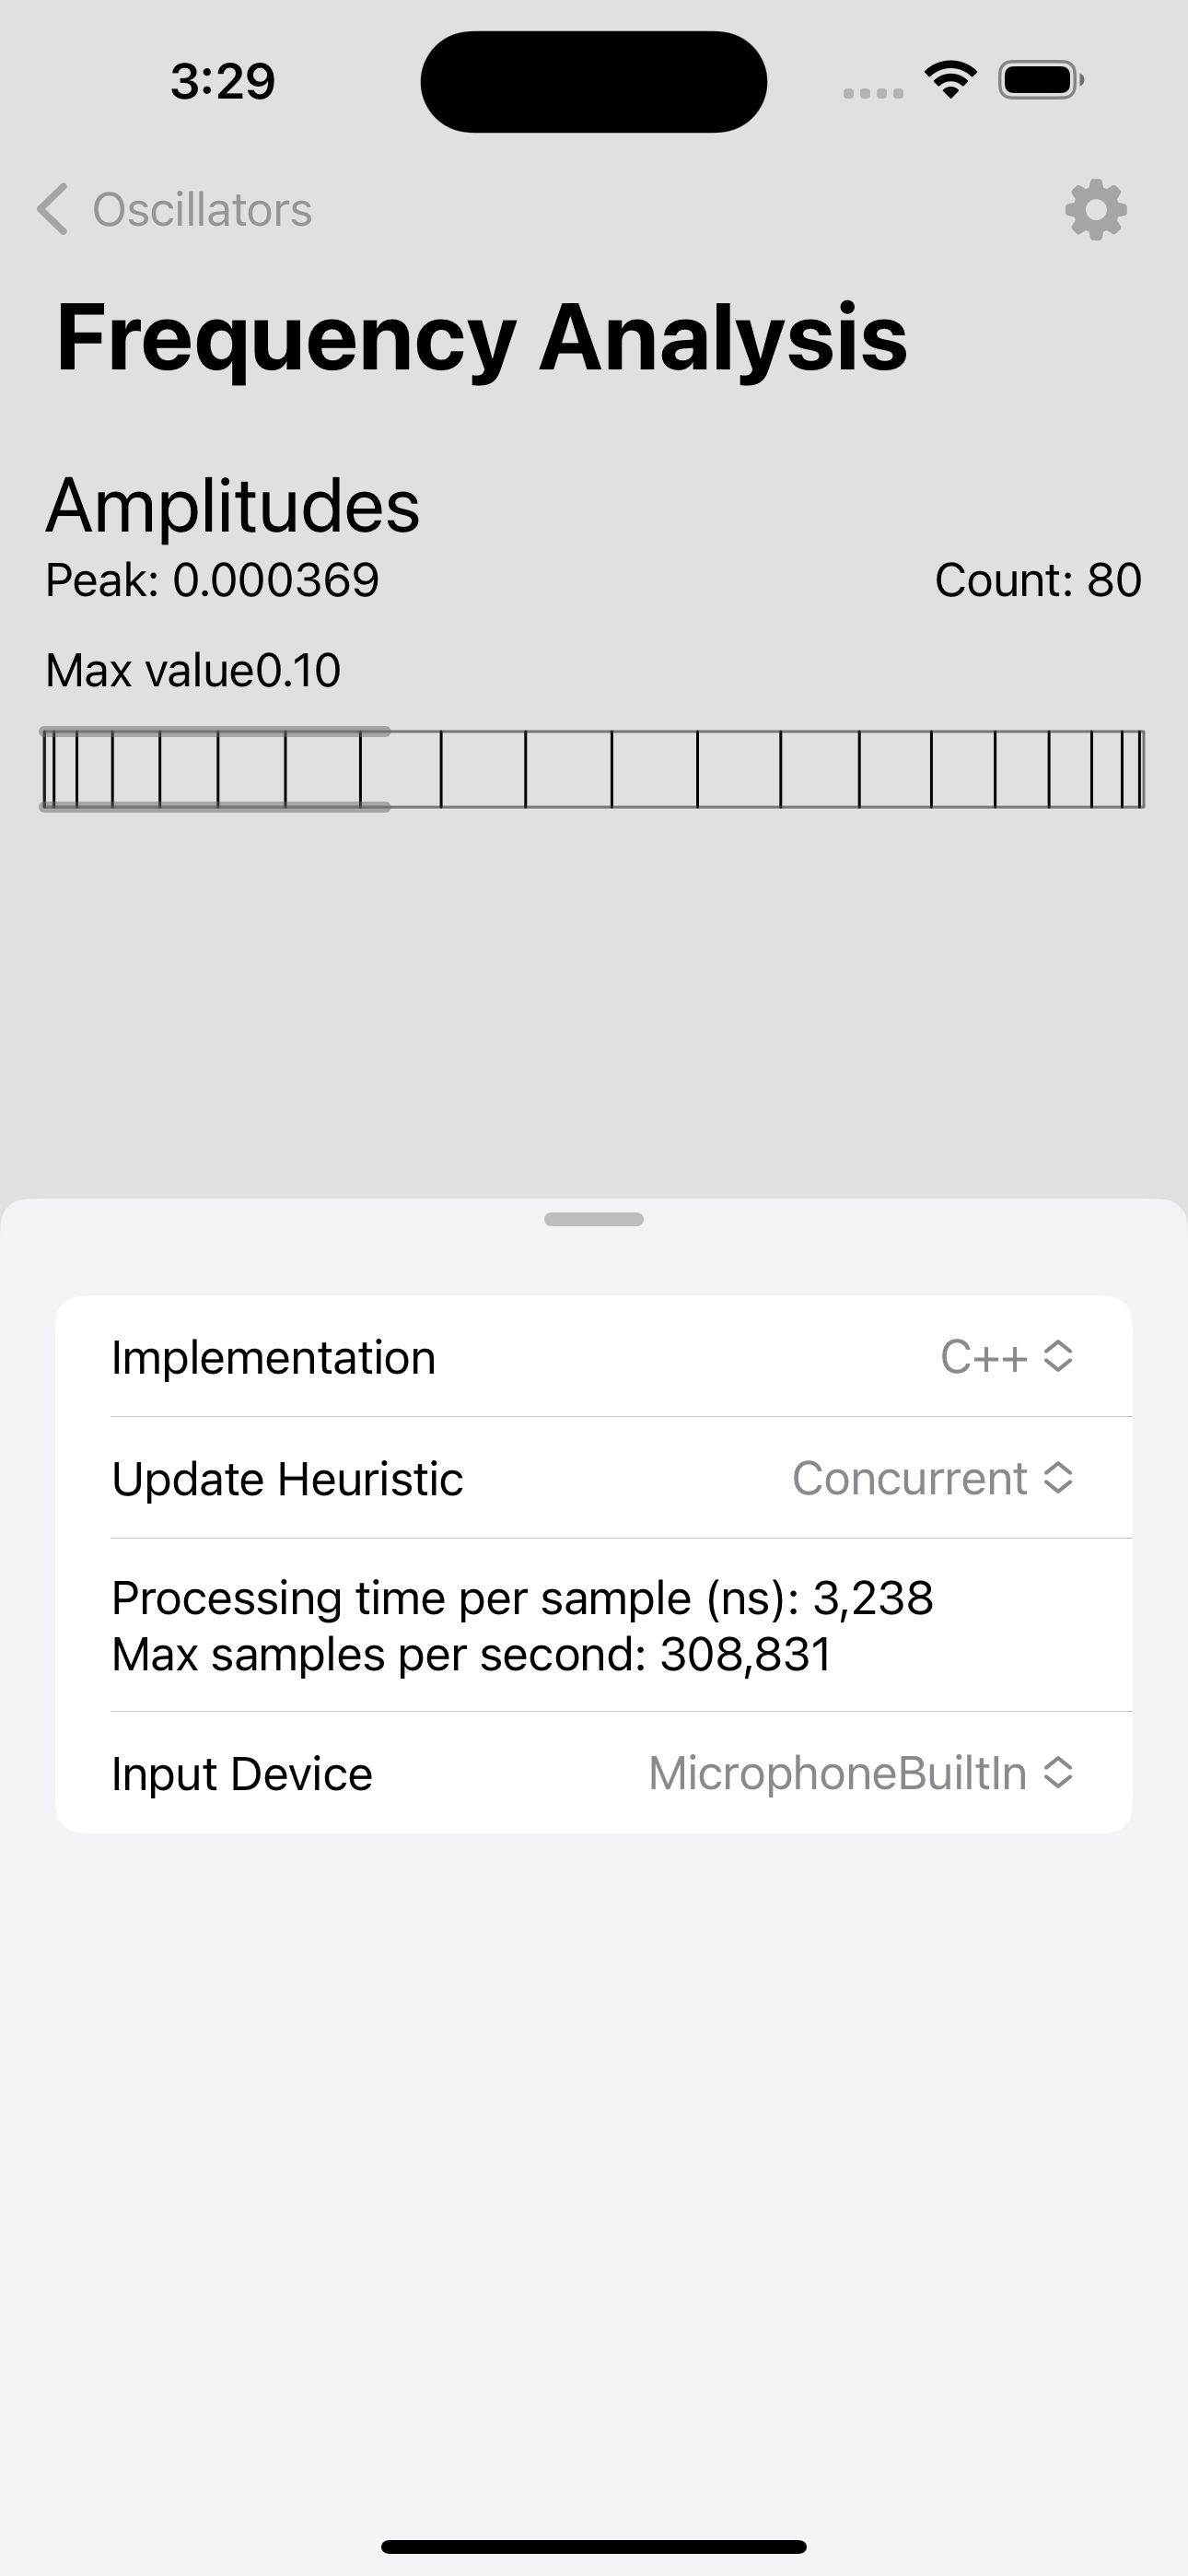 3:29
Oscillators
Frequency Analysis
Amplitudes
Peak: 0.000369 Count: 80
Max value0.10
Implementation C++
Update Heuristic Concurrent
Processing time per sample (ns): 3,238
Max samples per second: 308,831
Input Device MicrophoneBuiltIn